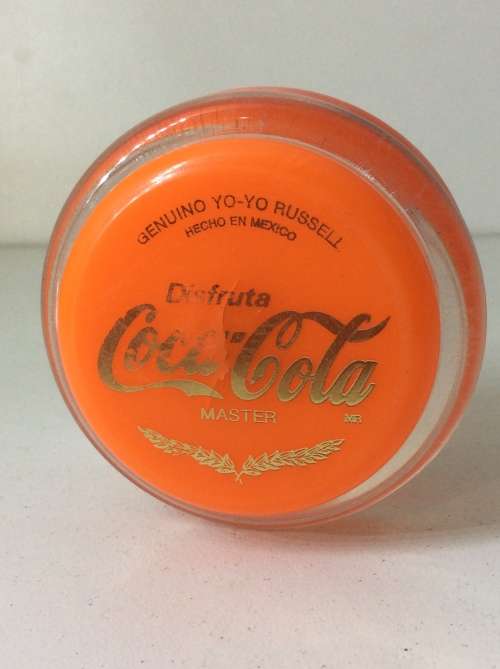 GENUINO YO-YO RUSSELL
HECHO EN MEXICO
Disfruta
Coca-Cola
MASTER MR